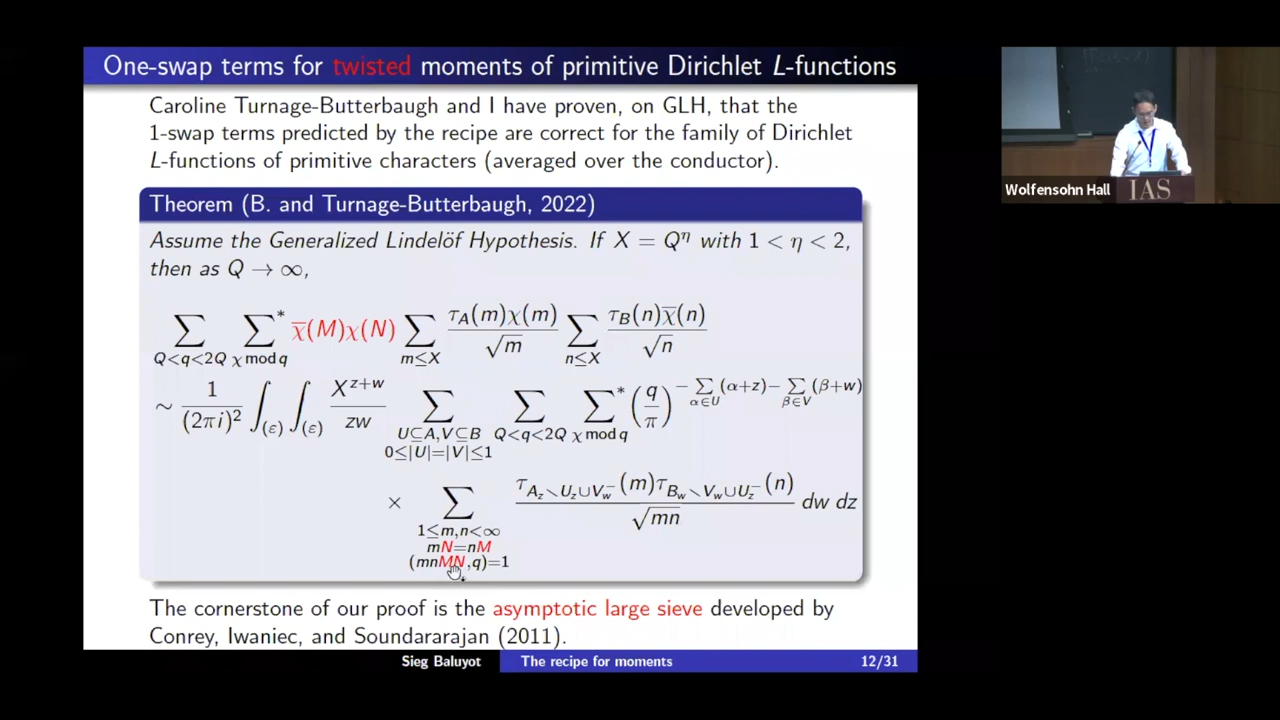 One-swap terms for twisted moments of primitive Dirichlet L-functions
Caroline Turnage-Butterbaugh and I have proven, on GLH, that the
1-swap terms predicted by the recipe are correct for the family of Dirichlet
L-functions of primitive characters (averaged over the conductor).
Theorem (B. and Turnage-Butterbaugh, 2022)
Assume the Generalized Lindelöf Hypothesis. If X = Q^η with 1 < η < 2,
then as Q → ∞,
∑_{Q<q<2Q} ∑*_{χ mod q} χ̅(M)χ(N) ∑_{m≤X} τ_A(m)χ(m)/√m ∑_{n≤X} τ_B(n)χ̅(n)/√n
∼ 1/(2πi)² ∫_(ε) ∫_(ε) X^{z+w}/zw ∑_{U⊆A,V⊆B 0≤|U|=|V|≤1} ∑_{Q<q<2Q} ∑*_{χ mod q} (q/π)^{−∑_{α∈U}(α+z)−∑_{β∈V}(β+w)}
× ∑_{1≤m,n<∞ mN=nM (mnMN,q)=1} τ_{A_z∖U_z∪V_w^−}(m)τ_{B_w∖V_w∪U_z^−}(n)/√mn dw dz
The cornerstone of our proof is the asymptotic large sieve developed by
Conrey, Iwaniec, and Soundararajan (2011).
Sieg Baluyot The recipe for moments 12/31
Wolfensohn Hall
IAS